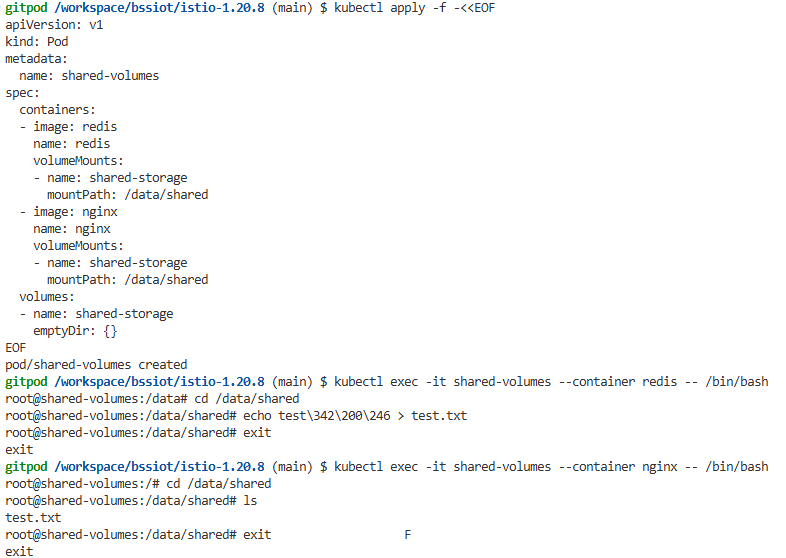 gitpod /workspace/bssiot/istio-1.20.8 (main) $ kubectl apply -f -<<EOF
apiVersion: v1
kind: Pod
metadata:
  name: shared-volumes
spec:
  containers:
  - image: redis
    name: redis
    volumeMounts:
    - name: shared-storage
      mountPath: /data/shared
  - image: nginx
    name: nginx
    volumeMounts:
    - name: shared-storage
      mountPath: /data/shared
  volumes:
  - name: shared-storage
    emptyDir: {}
EOF
pod/shared-volumes created
gitpod /workspace/bssiot/istio-1.20.8 (main) $ kubectl exec -it shared-volumes --container redis -- /bin/bash
root@shared-volumes:/data# cd /data/shared
root@shared-volumes:/data/shared# echo test\342\200\246 > test.txt
root@shared-volumes:/data/shared# exit
exit
gitpod /workspace/bssiot/istio-1.20.8 (main) $ kubectl exec -it shared-volumes --container nginx -- /bin/bash
root@shared-volumes:/# cd /data/shared
root@shared-volumes:/data/shared# ls
test.txt
root@shared-volumes:/data/shared# exit                   F
exit